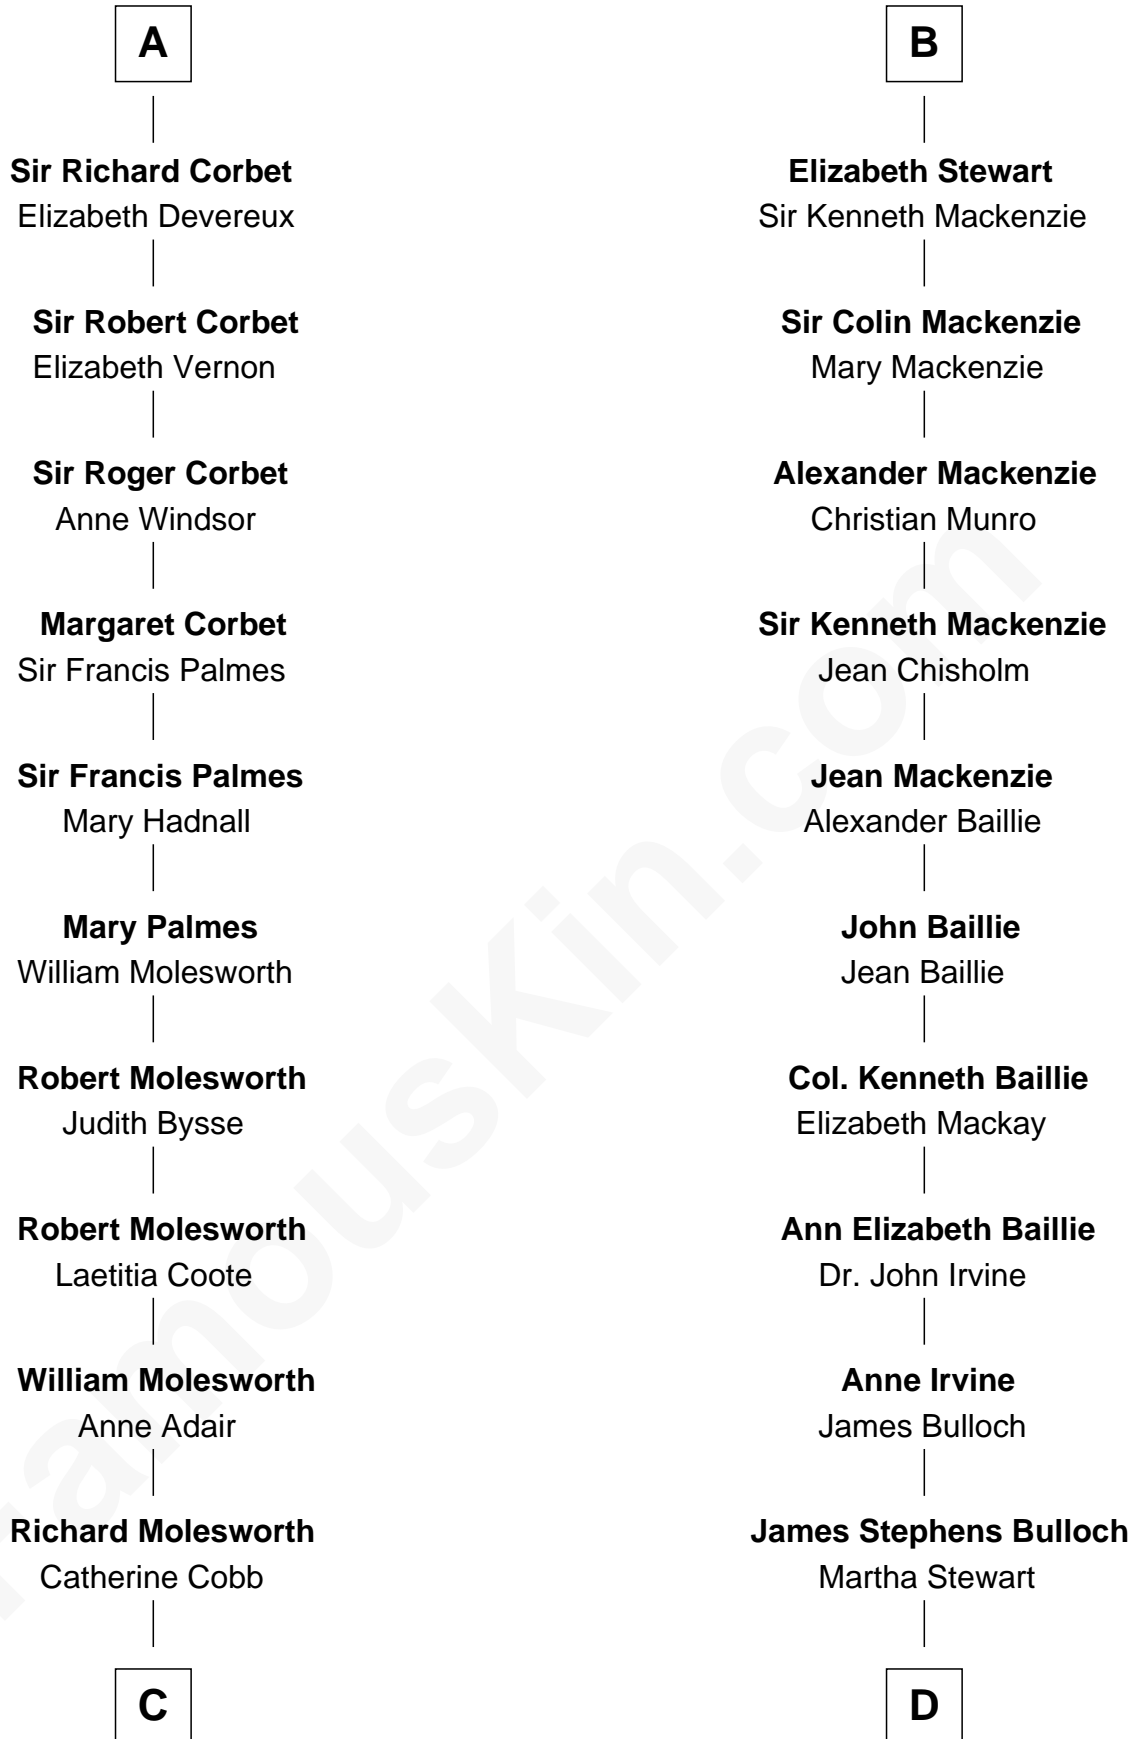 A
Sir Richard Corbet
Elizabeth Devereux
Sir Robert Corbet
Elizabeth Vernon
Sir Roger Corbet
Anne Windsor
Margaret Corbet
Sir Francis Palmes
Sir Francis Palmes
Mary Hadnall
Mary Palmes
William Molesworth
Robert Molesworth
Judith Bysse
Robert Molesworth
Laetitia Coote
William Molesworth
Anne Adair
Richard Molesworth
Catherine Cobb
C
B
Elizabeth Stewart
Sir Kenneth Mackenzie
Sir Colin Mackenzie
Mary Mackenzie
Alexander Mackenzie
Christian Munro
Sir Kenneth Mackenzie
Jean Chisholm
Jean Mackenzie
Alexander Baillie
John Baillie
Jean Baillie
Col. Kenneth Baillie
Elizabeth Mackay
Ann Elizabeth Baillie
Dr. John Irvine
Anne Irvine
James Bulloch
James Stephens Bulloch
Martha Stewart
D
FamousKin.com